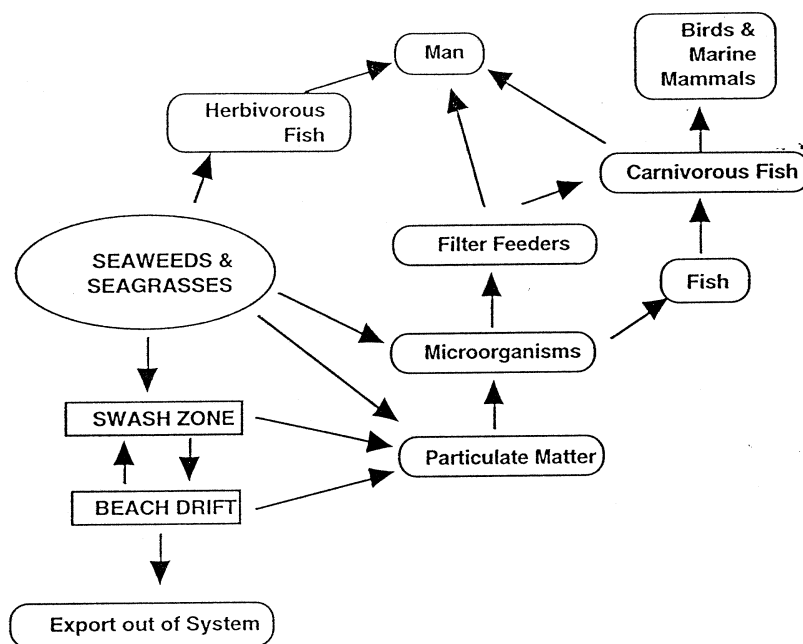 Birds &
Marine
Mammals
Man
Herbivorous
Fish
Carnivorous Fish
SEAWEEDS &
SEAGRASSES
Filter Feeders
Fish
Microorganisms
SWASH ZONE
Particulate Matter
BEACH DRIFT
Export out of System